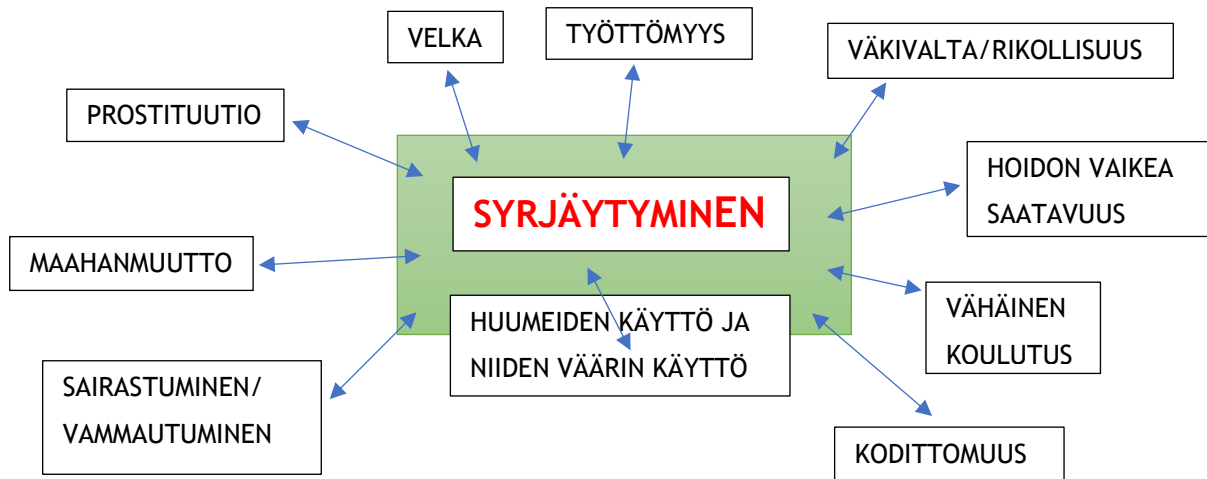 VELKA
TYÖTTÖMYYS
VÄKIVALTA/RIKOLLISUUS
PROSTITUUTIO
HOIDON VAIKEA
SAATAVUUS
SYRJÄYTYMINEN
MAAHANMUUTTO
HUUMEIDEN KÄYTTÖ JA
NIIDEN VÄÄRIN KÄYTTÖ
VÄHÄINEN
KOULUTUS
SAIRASTUMINEN/
VAMMAUTUMINEN
KODITTOMUUS